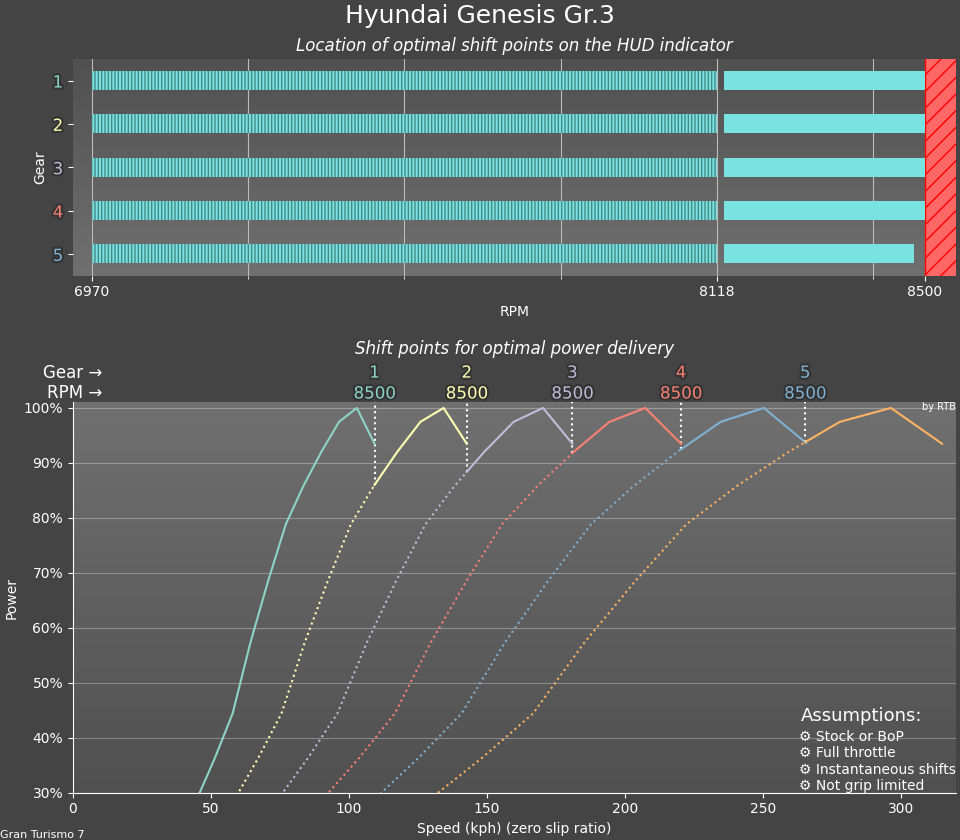 Hyundai Genesis Gr.3
Location of optimal shift points on the HUD indicator
Gear
1
2
3
4
5
6970 8118 8500
RPM
Shift points for optimal power delivery
Gear → 1 2 3 4 5
RPM → 8500 8500 8500 8500 8500
by RTB
Power
100%
90%
80%
70%
60%
50%
40%
30%
Assumptions:
⚙ Stock or BoP
⚙ Full throttle
⚙ Instantaneous shifts
⚙ Not grip limited
0 50 100 150 200 250 300
Speed (kph) (zero slip ratio)
Gran Turismo 7